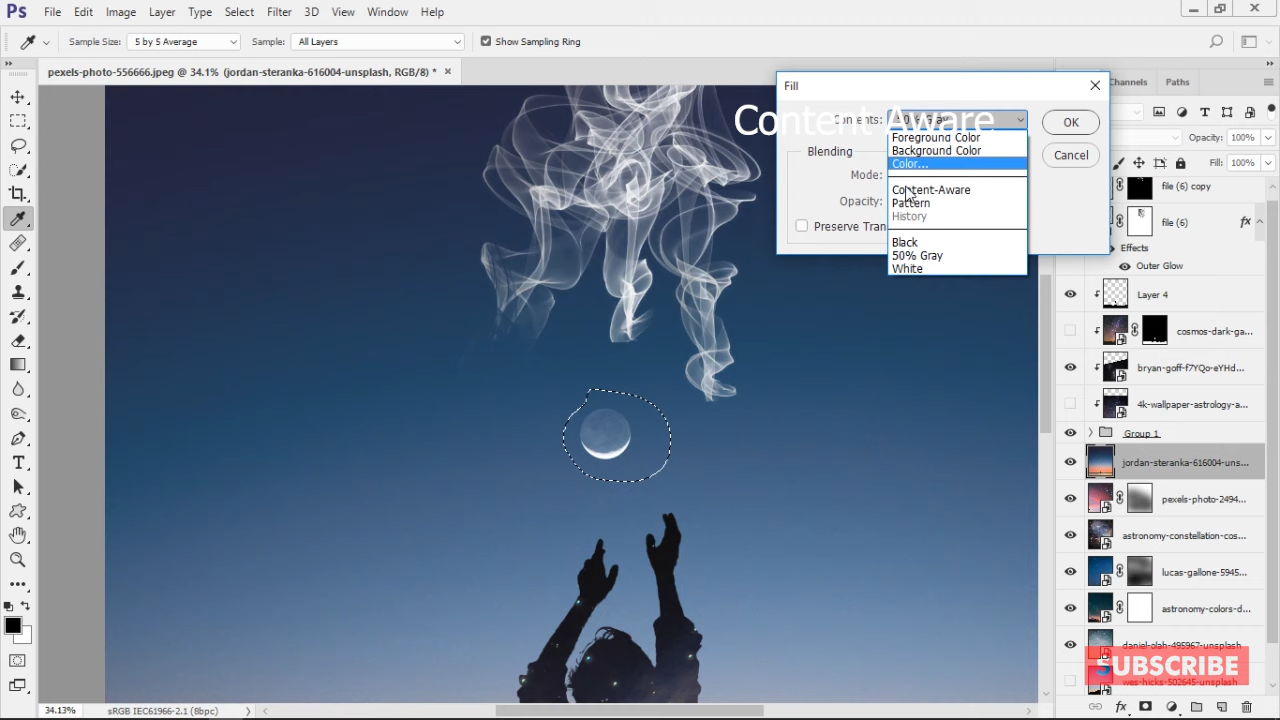 Ps File Edit Image Layer Type Select Filter 3D View Window Help
Sample Size: 5 by 5 Average Sample: All Layers Show Sampling Ring
pexels-photo-556666.jpeg @ 34.1% (jordan-steranka-616004-unsplash, RGB/8) *
Channels Paths
Fill
Contents: 50% Gray
Content Aware
OK
Foreground Color
Background Color
Color...
Content-Aware
Pattern
History
Black
50% Gray
White
Blending
Mode:
Opacity:
Preserve Tran
Cancel
Opacity: 100%
Fill: 100%
file (6) copy
file (6) fx
Effects
Outer Glow
Layer 4
cosmos-dark-ga...
bryan-goff-f7YQo-eYHd...
4k-wallpaper-astrology-a...
Group 1
jordan-steranka-616004-uns...
pexels-photo-2494...
astronomy-constellation-cos...
lucas-gallone-5945...
astronomy-colors-d...
daniel-olah-495967-unsplash
SUBSCRIBE
wes-hicks-502645-unsplash
34.13% sRGB IEC61966-2.1 (8bpc)
fx